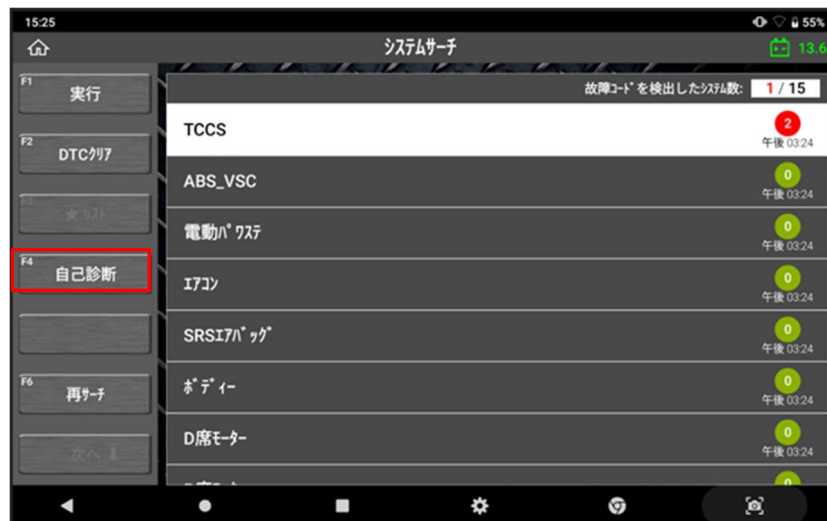 15:25
55%
システムサーチ
13.6
F1
実行
故障コードを検出したシステム数: 1 / 15
F2
DTCクリア
TCCS
2
午後 03:24
ABS_VSC
0
午後 03:24
★ リスト
電動パワステ
0
午後 03:24
F4
自己診断
エアコン
0
午後 03:24
SRSエアバッグ
0
午後 03:24
F6
再サーチ
ボディー
0
午後 03:24
次へ ⬇
D席モーター
0
午後 03:24
0